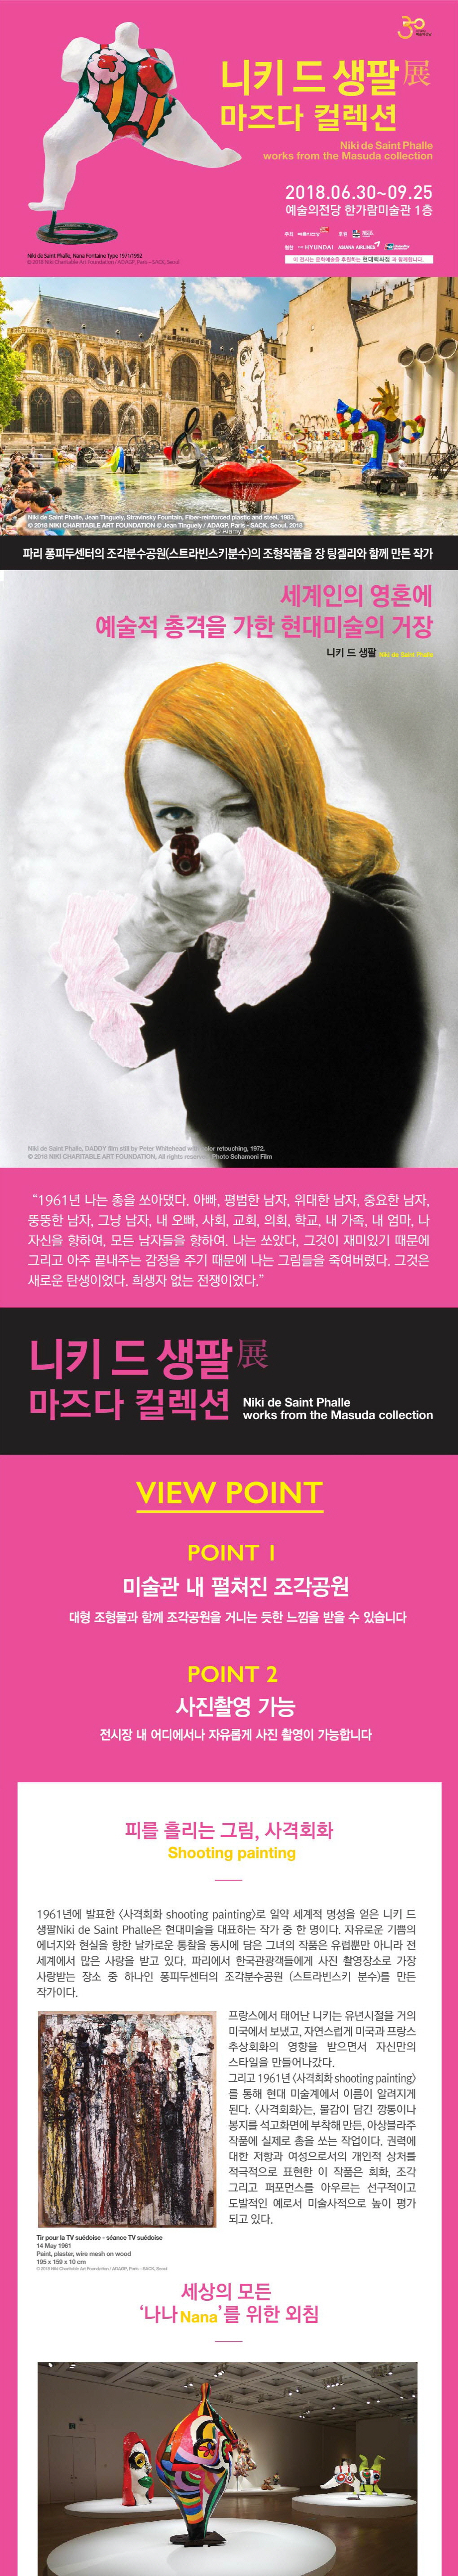 니키 드 생팔 展
마즈다 컬렉션
Niki de Saint Phalle
works from the Masuda collection
2018.06.30~09.25
예술의전당 한가람미술관 1층
주최
후원
협찬 THE HYUNDAI ASIANA AIRLINES
이 전시는 문화예술을 후원하는 현대백화점 과 함께합니다.
Niki de Saint Phalle, Nana Fontaine Type, 1971/1992
© 2018 Niki Charitable Art Foundation / ADAGP, Paris - SACK, Seoul
Niki de Saint Phalle, Jean Tinguely, Stravinsky Fountain, Fiber-reinforced plastic and steel, 1983.
© 2018 NIKI CHARITABLE ART FOUNDATION © Jean Tinguely / ADAGP, Paris - SACK, Seoul, 2018
파리 퐁피두센터의 조각분수공원(스트라빈스키분수)의 조형작품을 장 팅겔리와 함께 만든 작가
세계인의 영혼에
예술적 총격을 가한 현대미술의 거장
니키 드 생팔 Niki de Saint Phalle
Niki de Saint Phalle, DADDY film still by Peter Whitehead with color retouching, 1972.
© 2018 NIKI CHARITABLE ART FOUNDATION, All rights reserved Photo Schamoni Film
“1961년 나는 총을 쏘아댔다. 아빠, 평범한 남자, 위대한 남자, 중요한 남자,
뚱뚱한 남자, 그냥 남자, 내 오빠, 사회, 교회, 의회, 학교, 내 가족, 내 엄마, 나
자신을 향하여, 모든 남자들을 향하여. 나는 쏘았다, 그것이 재미있기 때문에
그리고 아주 끝내주는 감정을 주기 때문에 나는 그림들을 죽여버렸다. 그것은
새로운 탄생이었다. 희생자 없는 전쟁이었다.”
니키 드 생팔 展
마즈다 컬렉션
Niki de Saint Phalle
works from the Masuda collection
VIEW POINT
POINT 1
미술관 내 펼쳐진 조각공원
대형 조형물과 함께 조각공원을 거니는 듯한 느낌을 받을 수 있습니다
POINT 2
사진촬영 가능
전시장 내 어디에서나 자유롭게 사진 촬영이 가능합니다
피를 흘리는 그림, 사격회화
Shooting painting
1961년에 발표한 〈사격회화 shooting painting〉로 일약 세계적 명성을 얻은 니키 드
생팔Niki de Saint Phalle은 현대미술을 대표하는 작가 중 한 명이다. 자유로운 기쁨의
에너지와 현실을 향한 날카로운 통찰을 동시에 담은 그녀의 작품은 유럽뿐만 아니라 전
세계에서 많은 사랑을 받고 있다. 파리에서 한국관광객들에게 사진 촬영장소로 가장
사랑받는 장소 중 하나인 퐁피두센터의 조각분수공원 (스트라빈스키 분수)를 만든
작가이다.
프랑스에서 태어난 니키는 유년시절을 거의
미국에서 보냈고, 자연스럽게 미국과 프랑스
추상회화의 영향을 받으면서 자신만의
스타일을 만들어나갔다.
그리고 1961년 〈사격회화 shooting painting〉
를 통해 현대 미술계에서 이름이 알려지게
된다. 〈사격회화〉는, 물감이 담긴 깡통이나
봉지를 석고화면에 부착해 만든, 아상블라주
작품에 실제로 총을 쏘는 작업이다. 권력에
대한 저항과 여성으로서의 개인적 상처를
적극적으로 표현한 이 작품은 회화, 조각
그리고 퍼포먼스를 아우르는 선구적이고
도발적인 예로서 미술사적으로 높이 평가
되고 있다.
Tir pour la TV suédoise - séance TV suédoise
14 May 1961
Paint, plaster, wire mesh on wood
195 x 159 x 10 cm
© 2018 Niki Charitable Art Foundation / ADAGP, Paris - SACK, Seoul
세상의 모든
‘나나Nana’를 위한 외침